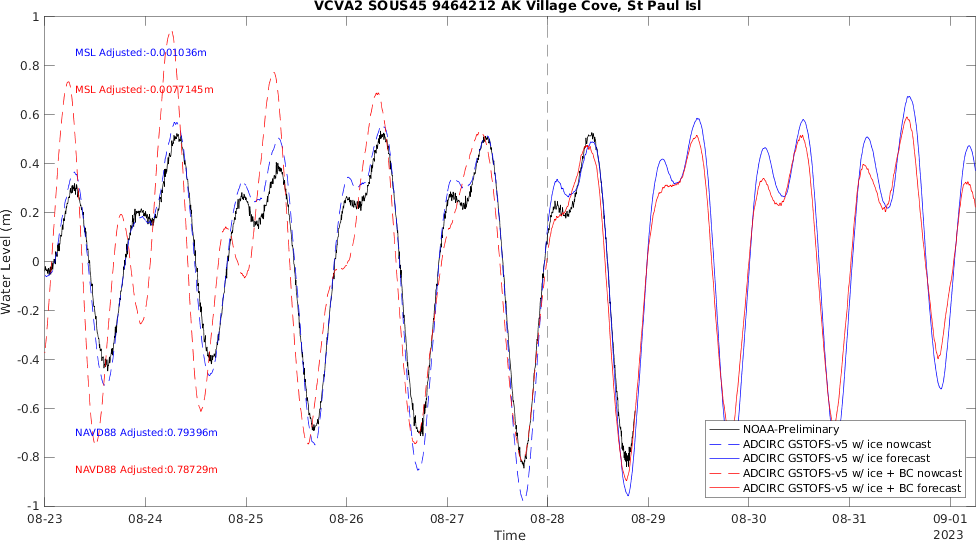 VCVA2 SOUS45 9464212 AK Village Cove, St Paul Isl
1
0.8
0.6
0.4
0.2
0
-0.2
-0.4
-0.6
-0.8
-1
Water Level (m)
MSL Adjusted:-0.001036m
MSL Adjusted:-0.0077145m
NAVD88 Adjusted:0.79396m
NAVD88 Adjusted:0.78729m
NOAA-Preliminary
ADCIRC GSTOFS-v5 w/ ice nowcast
ADCIRC GSTOFS-v5 w/ ice forecast
ADCIRC GSTOFS-v5 w/ ice + BC nowcast
ADCIRC GSTOFS-v5 w/ ice + BC forecast
08-23 08-24 08-25 08-26 08-27 08-28 08-29 08-30 08-31 09-01
2023
Time